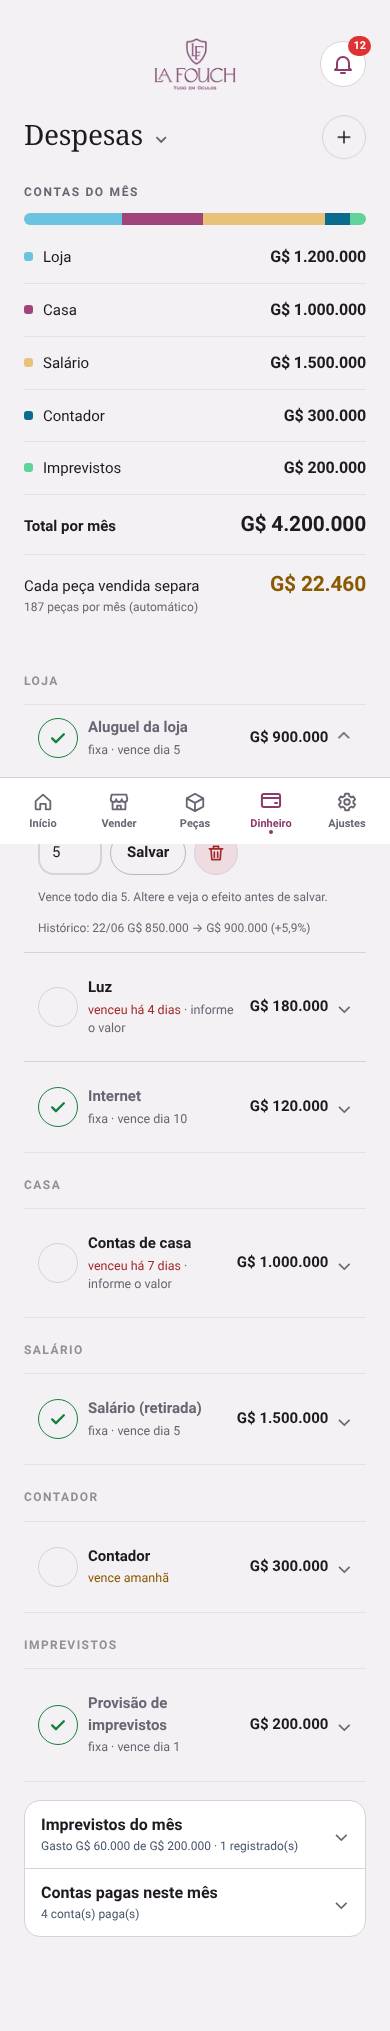 12
LF
LA FOUCH
TUDO EM ÓCULOS
Despesas
CONTAS DO MÊS
Loja G$ 1.200.000
Casa G$ 1.000.000
Salário G$ 1.500.000
Contador G$ 300.000
Imprevistos G$ 200.000
Total por mês G$ 4.200.000
Cada peça vendida separa G$ 22.460
187 peças por mês (automático)
LOJA
Aluguel da loja G$ 900.000
fixa · vence dia 5
Início Vender Peças Dinheiro Ajustes
5 Salvar
Vence todo dia 5. Altere e veja o efeito antes de salvar.
Histórico: 22/06 G$ 850.000 → G$ 900.000 (+5,9%)
Luz G$ 180.000
venceu há 4 dias · informe
o valor
Internet G$ 120.000
fixa · vence dia 10
CASA
Contas de casa G$ 1.000.000
venceu há 7 dias ·
informe o valor
SALÁRIO
Salário (retirada) G$ 1.500.000
fixa · vence dia 5
CONTADOR
Contador G$ 300.000
vence amanhã
IMPREVISTOS
Provisão de
imprevistos G$ 200.000
fixa · vence dia 1
Imprevistos do mês
Gasto G$ 60.000 de G$ 200.000 · 1 registrado(s)
Contas pagas neste mês
4 conta(s) paga(s)